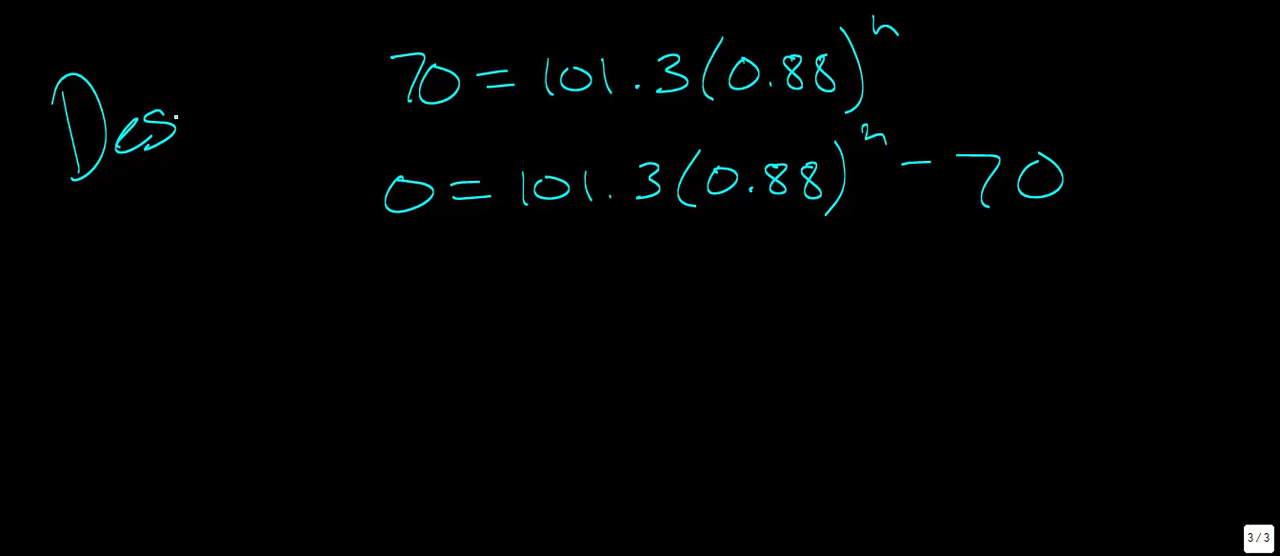 70 = 101.3(0.88)^n
Des
0 = 101.3(0.88)^n - 70
3 / 3